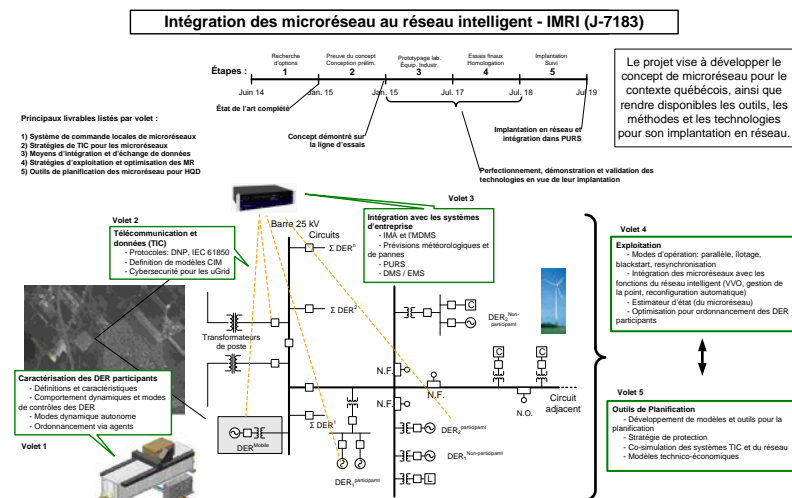 Intégration des microréseau au réseau intelligent - IMRI (J-7183)
Étapes :
Recherche
d'options
1
Preuve du concept
Conception prélim.
2
Prototypage lab.
Équip. Industr.
3
Essais finaux
Homologation
4
Implantation
Suivi
5
Juin 14
Jan. 15
Jan. 15
Jul. 17
Jul. 18
Jul 19
État de l'art complété
Concept démontré sur
la ligne d'essais
Implantation en réseau et
intégration dans PURS
Perfectionnement, démonstration et validation des
technologies en vue de leur implantation
Le projet vise à développer le
concept de microréseau pour le
contexte québécois, ainsi que
rendre disponibles les outils, les
méthodes et les technologies
pour son implantation en réseau.
Principaux livrables listés par volet :
1) Système de commande locales de microréseaux
2) Stratégies de TIC pour les microréseaux
3) Moyens d'intégration et d'échange de données
4) Stratégies d'exploitation et optimisation des MR
5) Outils de planification des microréseau pour HQD
Volet 2
Télécommunication et
données (TIC)
- Protocoles: DNP, IEC 61850
- Definition de modèles CIM
- Cybersecurité pour les uGrid
Barre 25 kV
Circuits
Volet 3
Intégration avec les systèmes
d'entreprise
- IMA et l'MDMS
- Prévisions météorologiques et
de pannes
- PURS
- DMS / EMS
Volet 4
Exploitation
- Modes d'opération: parallèle, îlotage,
blackstart, resynchronisation
- Intégration des microréseaux avec les
fonctions du réseau intelligent (VVO, gestion de
la point, reconfiguration automatique)
- Estimateur d'état (du microréseau)
- Optimisation pour ordonnancement des DER
participants
Volet 5
Outils de Planification
- Développement de modèles et outils pour la
planification
- Stratégie de protection
- Co-simulation des systèmes TIC et du réseau
- Modèles technico-économiques
Σ DERⁿ
Σ DER²
Σ DER¹
Transformateurs
de poste
DER₂Non-participant
C
C
C
N.F.
N.F.
N.F.
N.O.
Circuit
adjacent
DER₂participant
DER₁Non-participant
L
DER₁participant
DERMobile
Caractérisation des DER participants
- Définitions et caractéristiques
- Comportement dynamiques et modes
de contrôles des DER
- Modes dynamique autonome
- Ordonnancement via agents
Volet 1